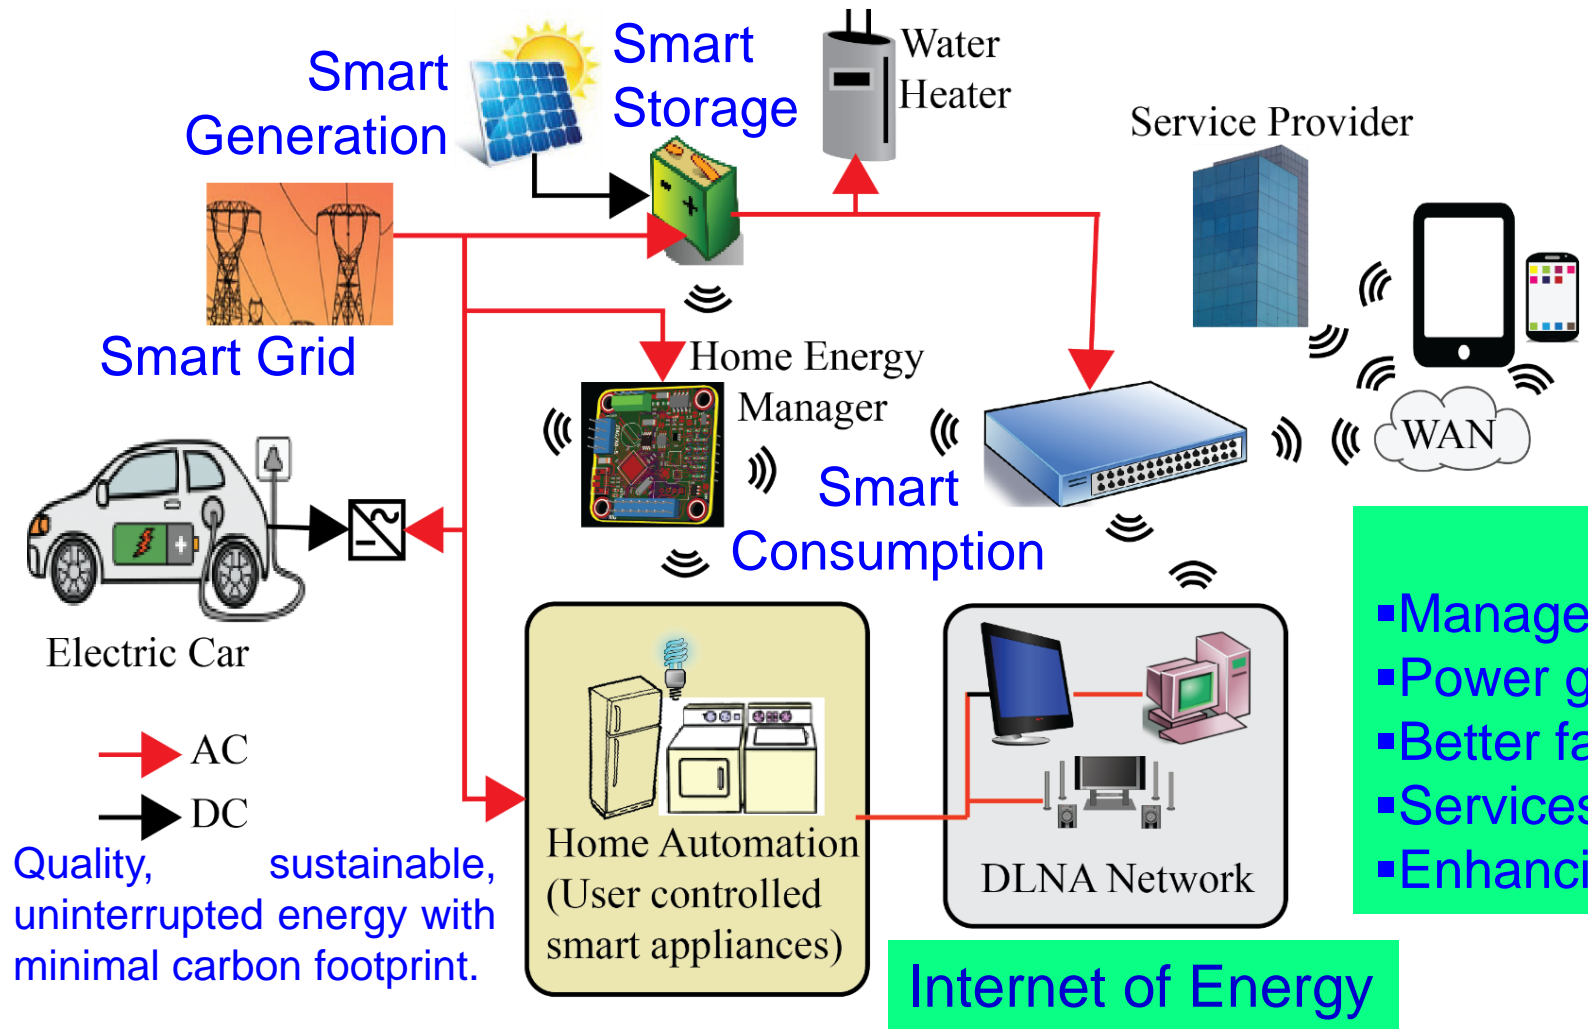 Smart
Generation
Smart
Storage
Water
Heater
Service Provider
Smart Grid
Home Energy
Manager
WAN
Smart
Consumption
Electric Car
AC
DC
Quality, sustainable,
uninterrupted energy with
minimal carbon footprint.
Home Automation
(User controlled
smart appliances)
DLNA Network
▪Manage
▪Power g
▪Better fa
▪Services
▪Enhanci
Internet of Energy